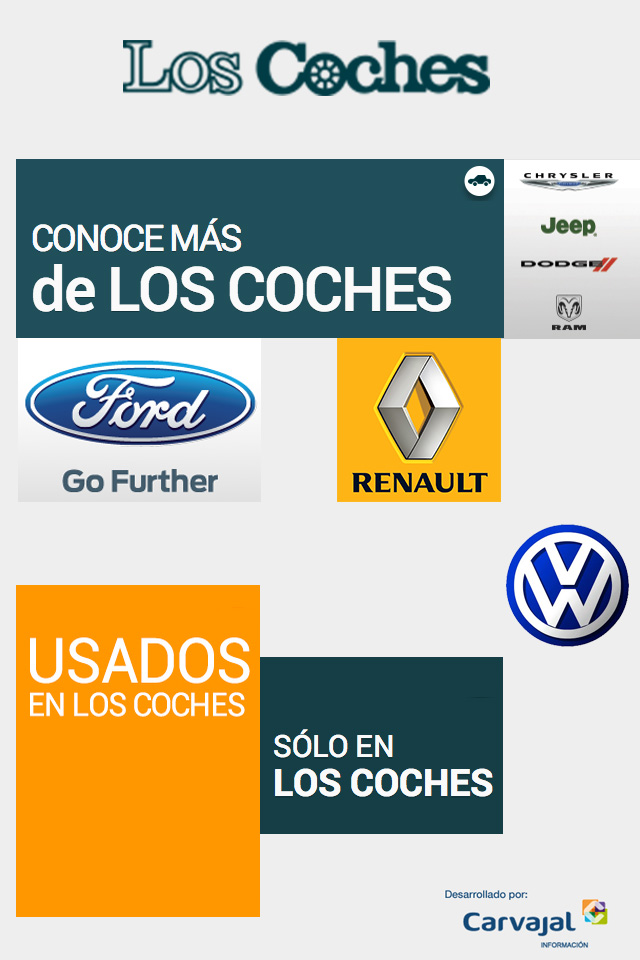 Los Coches
CONOCE MÁS
de LOS COCHES
CHRYSLER
Jeep
DODGE
RAM
Ford
Go Further
RENAULT
VW
USADOS
EN LOS COCHES
SÓLO EN
LOS COCHES
Desarrollado por:
Carvajal
INFORMACIÓN